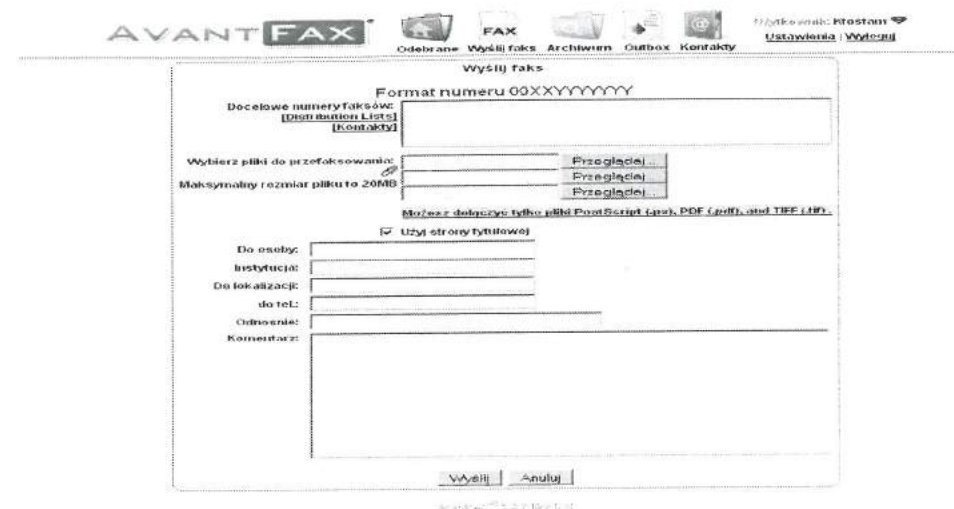 AVANTFAX
Odebrane Wyślij faks Archiwum Outbox Kontakty
FAX
Użytkownik:
Ustawienia | Wyloguj
Wyślij faks
Format numeru 00XXYYYYYYY
Docelowe numery faksów:
[Distribution Lists]
[Kontakty]
Wybierz pliki do przefaksowania:
Przeglądaj...
Przeglądaj...
Maksymalny rozmiar pliku to 20MB
Przeglądaj...
Możesz dołączyć tylko pliki PostScript (.ps), PDF (.pdf), and TIFF (.tif).
Użyj strony tytułowej
Do osoby:
Instytucja:
Do lokalizacji:
do tel.:
Odnośnie:
Komentarz:
Wyślij Anuluj